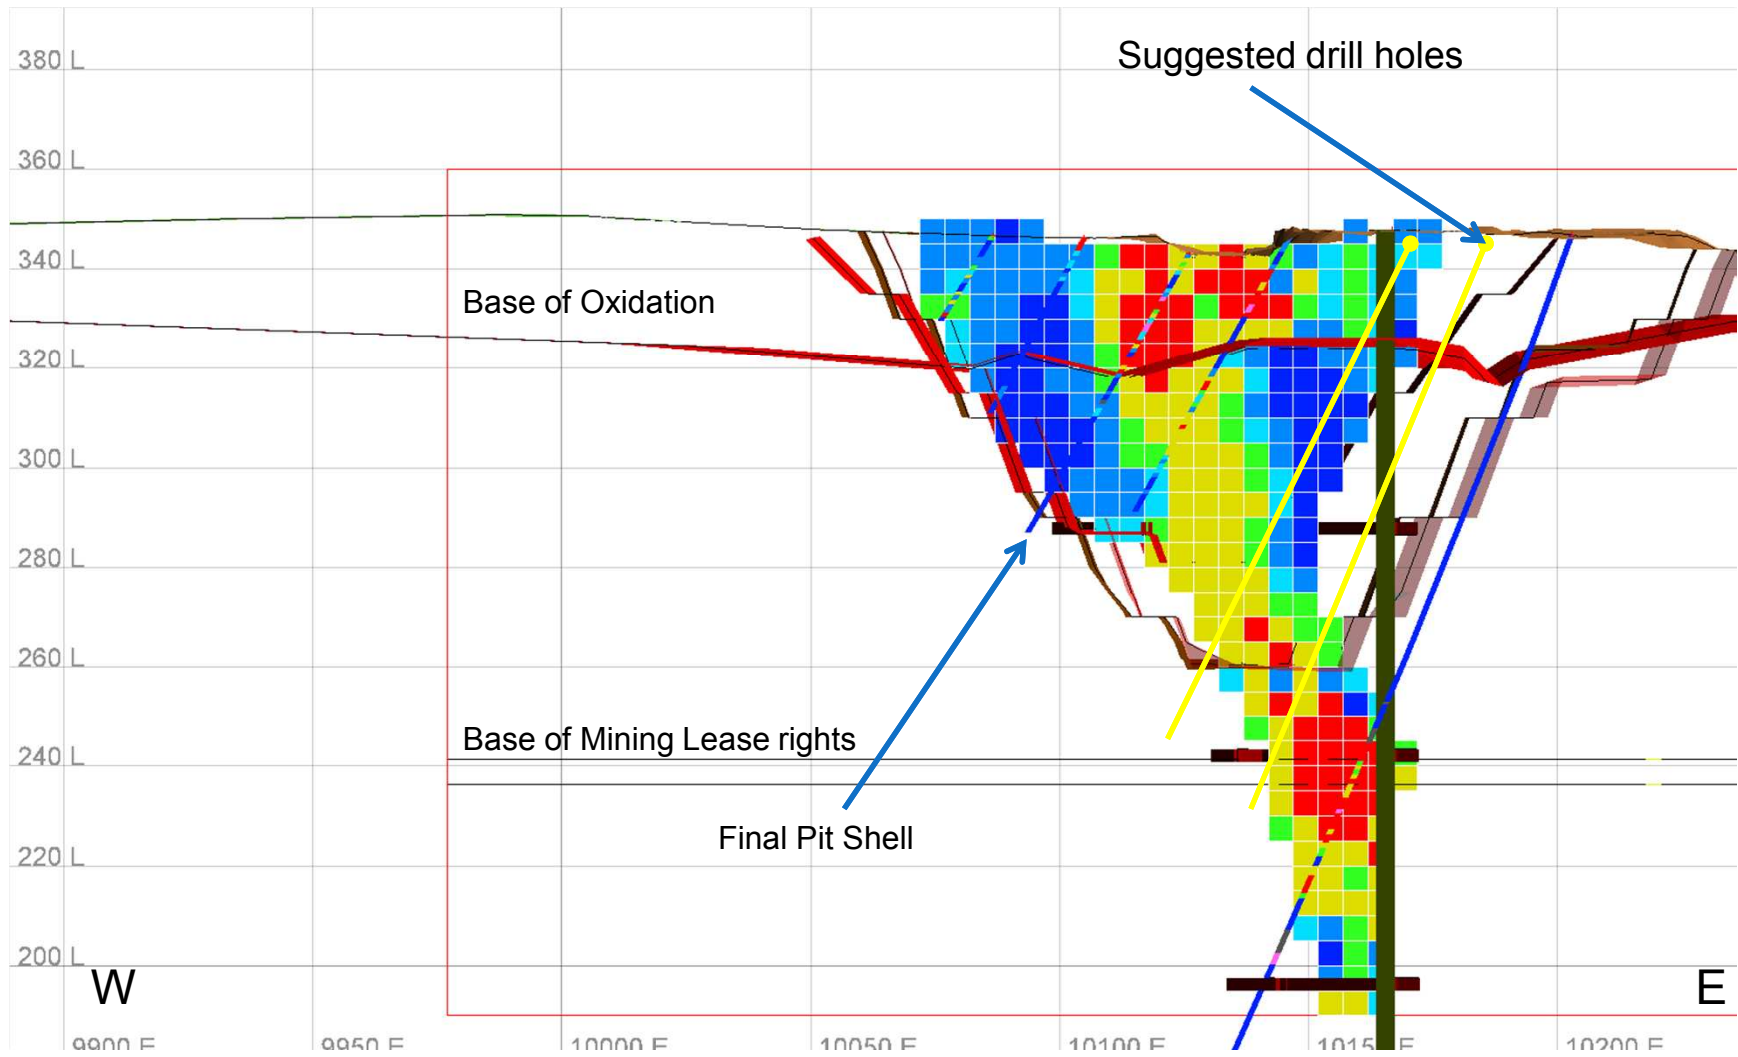 Suggested drill holes
380 L
360 L
340 L
Base of Oxidation
320 L
300 L
280 L
260 L
Base of Mining Lease rights
240 L
Final Pit Shell
220 L
200 L
W
E
9900 E
9950 E
10000 E
10050 E
10100 E
10200 E